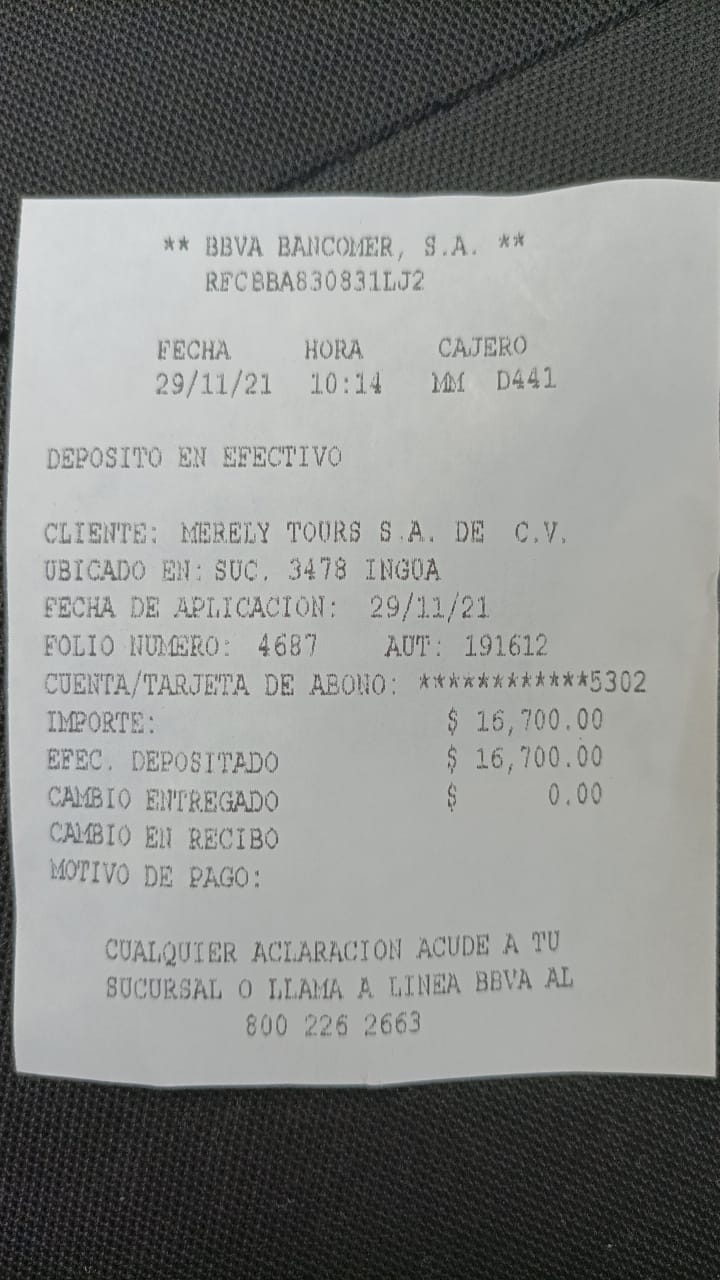 ** BBVA BANCOMER, S.A. **
RFCBBA830831LJ2
FECHA HORA CAJERO
29/11/21 10:14 MM D441
DEPOSITO EN EFECTIVO
CLIENTE: MERELY TOURS S.A. DE C.V.
UBICADO EN: SUC. 3478 INGUA
FECHA DE APLICACION: 29/11/21
FOLIO NUMERO: 4687 AUT: 191612
CUENTA/TARJETA DE ABONO: ************5302
IMPORTE: $ 16,700.00
EFEC. DEPOSITADO $ 16,700.00
CAMBIO ENTREGADO $ 0.00
CAMBIO EN RECIBO
MOTIVO DE PAGO:
CUALQUIER ACLARACION ACUDE A TU
SUCURSAL O LLAMA A LINEA BBVA AL
800 226 2663